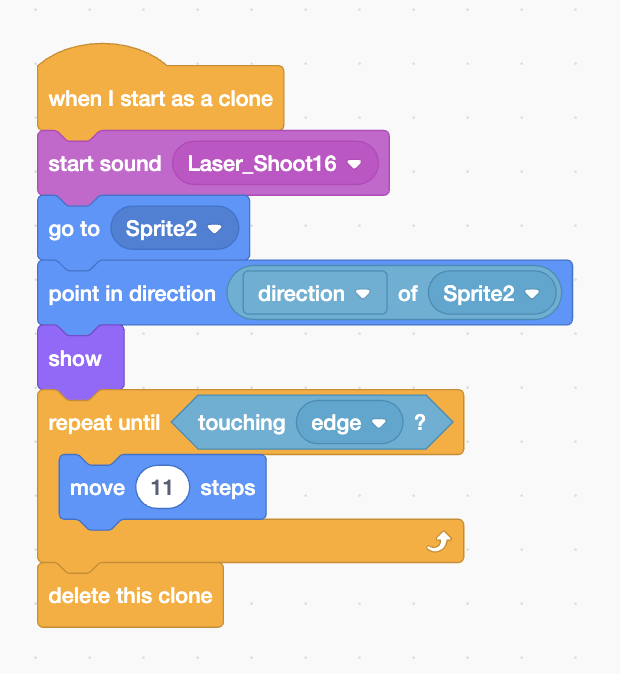 when I start as a clone
start sound Laser_Shoot16
go to Sprite2
point in direction direction of Sprite2
show
repeat until touching edge ?
move 11 steps
delete this clone